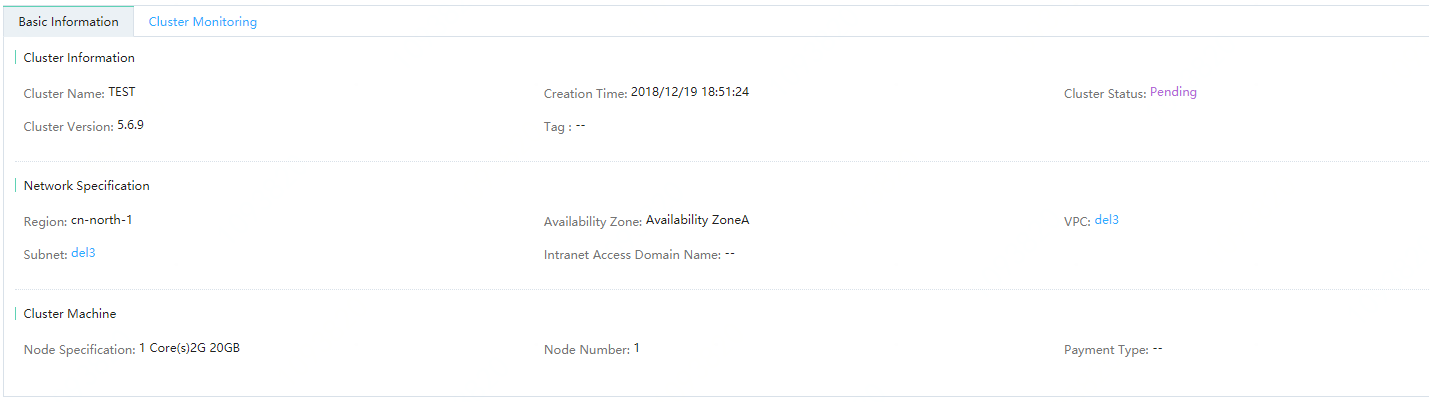 Basic Information Cluster Monitoring
Cluster Information
Cluster Name: TEST Creation Time: 2018/12/19 18:51:24 Cluster Status: Pending
Cluster Version: 5.6.9 Tag : --
Network Specification
Region: cn-north-1 Availability Zone: Availability ZoneA VPC: del3
Subnet: del3 Intranet Access Domain Name: --
Cluster Machine
Node Specification: 1 Core(s)2G 20GB Node Number: 1 Payment Type: --